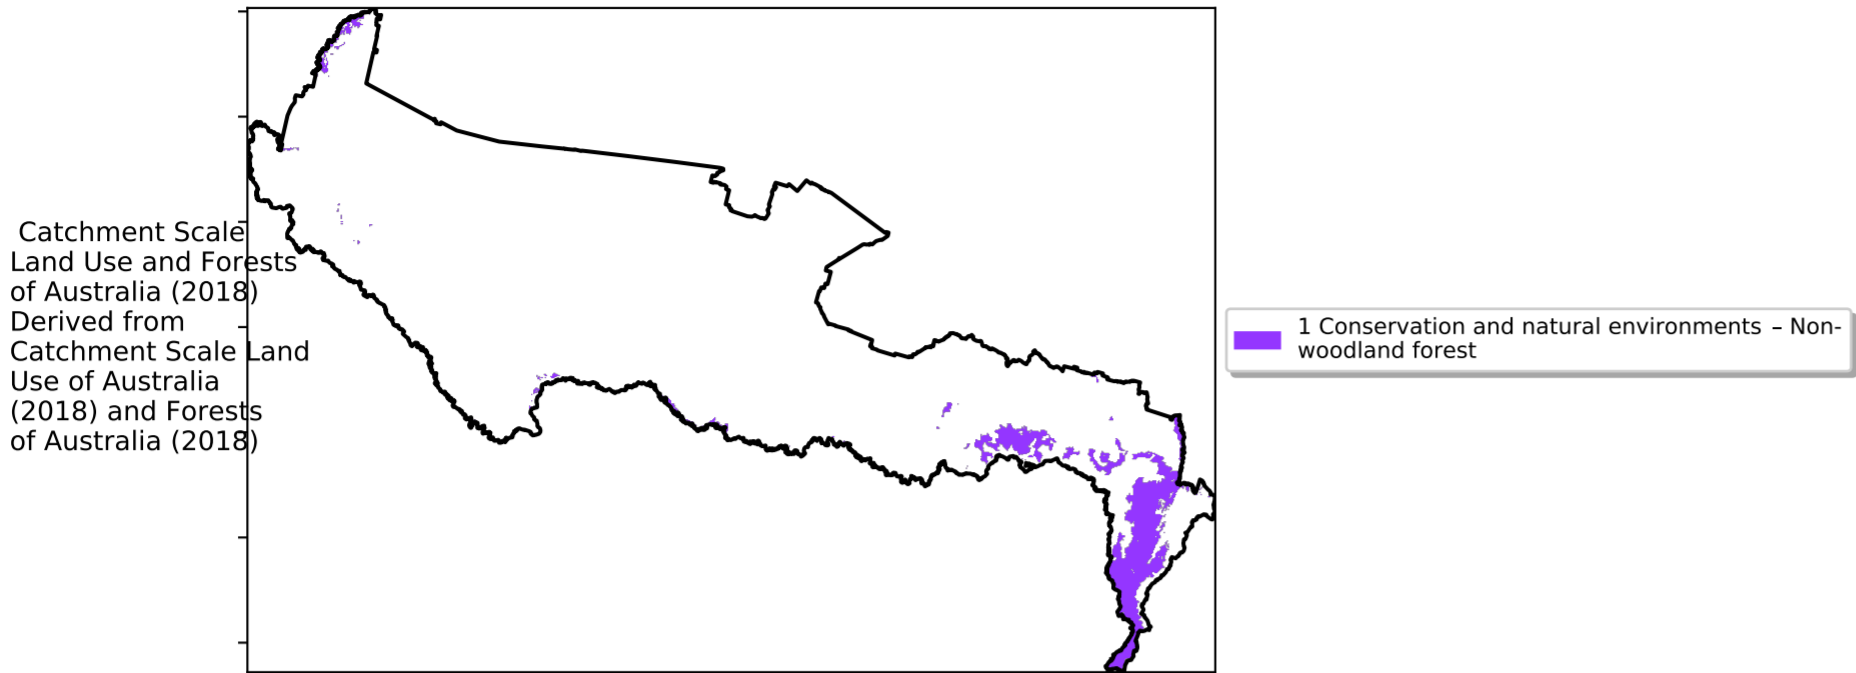 Catchment Scale
Land Use and Forests
of Australia (2018)
Derived from
Catchment Scale Land
Use of Australia
(2018) and Forests
of Australia (2018)
1 Conservation and natural environments – Non-
woodland forest